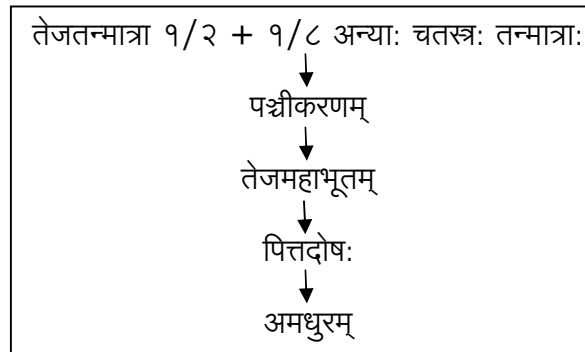 तेजतन्मात्रा १/२ + १/८ अन्या: चतस्त्र: तन्मात्रा:
पञ्चीकरणम्
तेजमहाभूतम्
पित्तदोष:
अमधुरम्